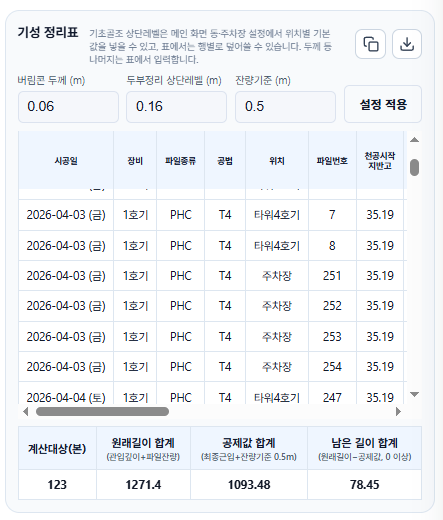 기성 정리표
기초골조 상단레벨은 메인 화면 동·주차장 설정에서 위치별 기본
값을 넣을 수 있고, 표에서는 행별로 덮어쓸 수 있습니다. 두께 등
나머지는 표에서 입력합니다.
버림콘 두께 (m) 두부정리 상단레벨 (m) 잔량기준 (m)
0.06 0.16 0.5 설정 적용
시공일 장비 파일종류 공법 위치 파일번호 천공시작
지반고
2026-04-03 (금) 1호기 PHC T4 타워4호기 7 35.19
2026-04-03 (금) 1호기 PHC T4 타워4호기 8 35.19
2026-04-03 (금) 1호기 PHC T4 주차장 251 35.19
2026-04-03 (금) 1호기 PHC T4 주차장 252 35.19
2026-04-03 (금) 1호기 PHC T4 주차장 253 35.19
2026-04-03 (금) 1호기 PHC T4 주차장 254 35.19
2026-04-04 (토) 1호기 PHC T4 타워4호기 247 35.19
계산대상(본) 원래길이 합계 공제값 합계 남은 길이 합계
(관입깊이+파일잔량) (최종근입+잔량기준 0.5m) (원래길이−공제값, 0 이상)
123 1271.4 1093.48 78.45